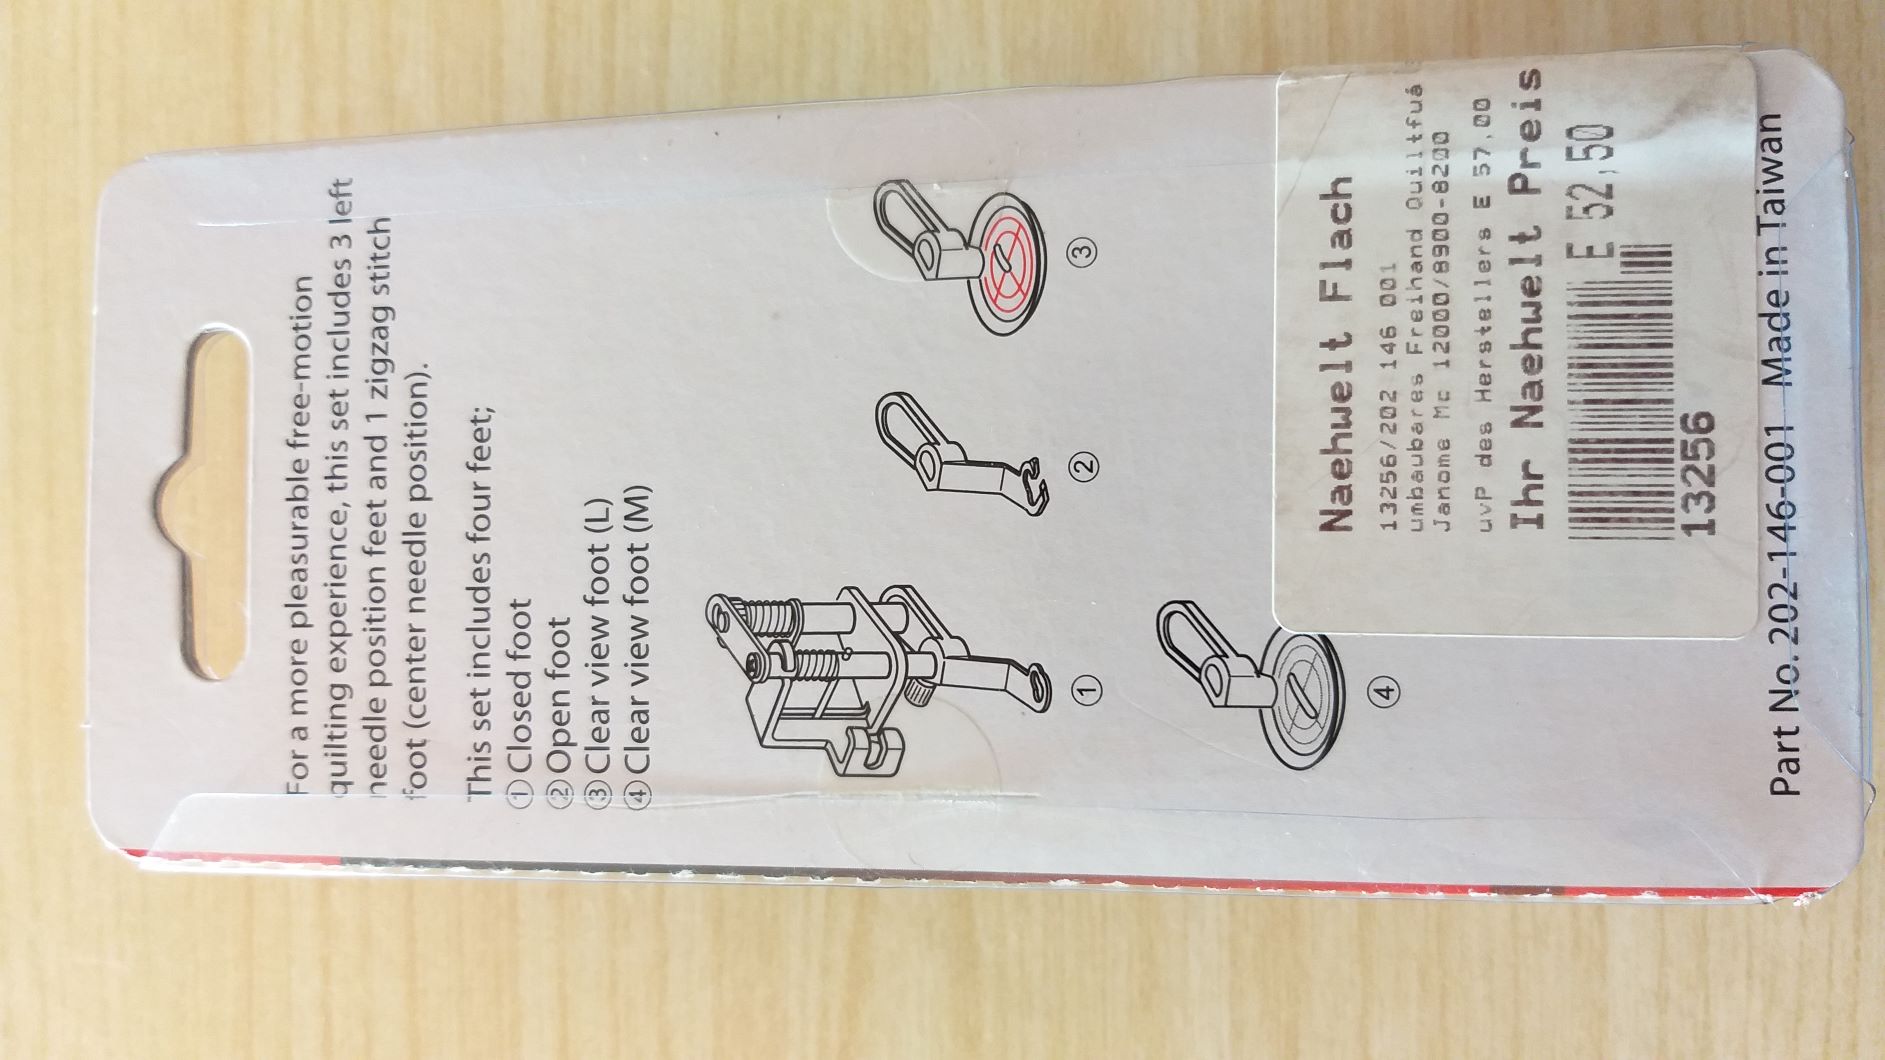 For a more pleasurable free-motion
quilting experience, this set includes 3 left
needle position feet and 1 zigzag stitch
foot (center needle position).
This set includes four feet;
① Closed foot
② Open foot
③ Clear view foot (L)
④ Clear view foot (M)
①
②
③
④
Naehwelt Flach
13256/202 146 001
umbaubares Freihand Quiltfuá
Janome Mc 12000/8900-8200
uvP des Herstellers E 57,00
Ihr Naehwelt Preis
E 52,50
13256
Part No. 202-146-001 Made in Taiwan